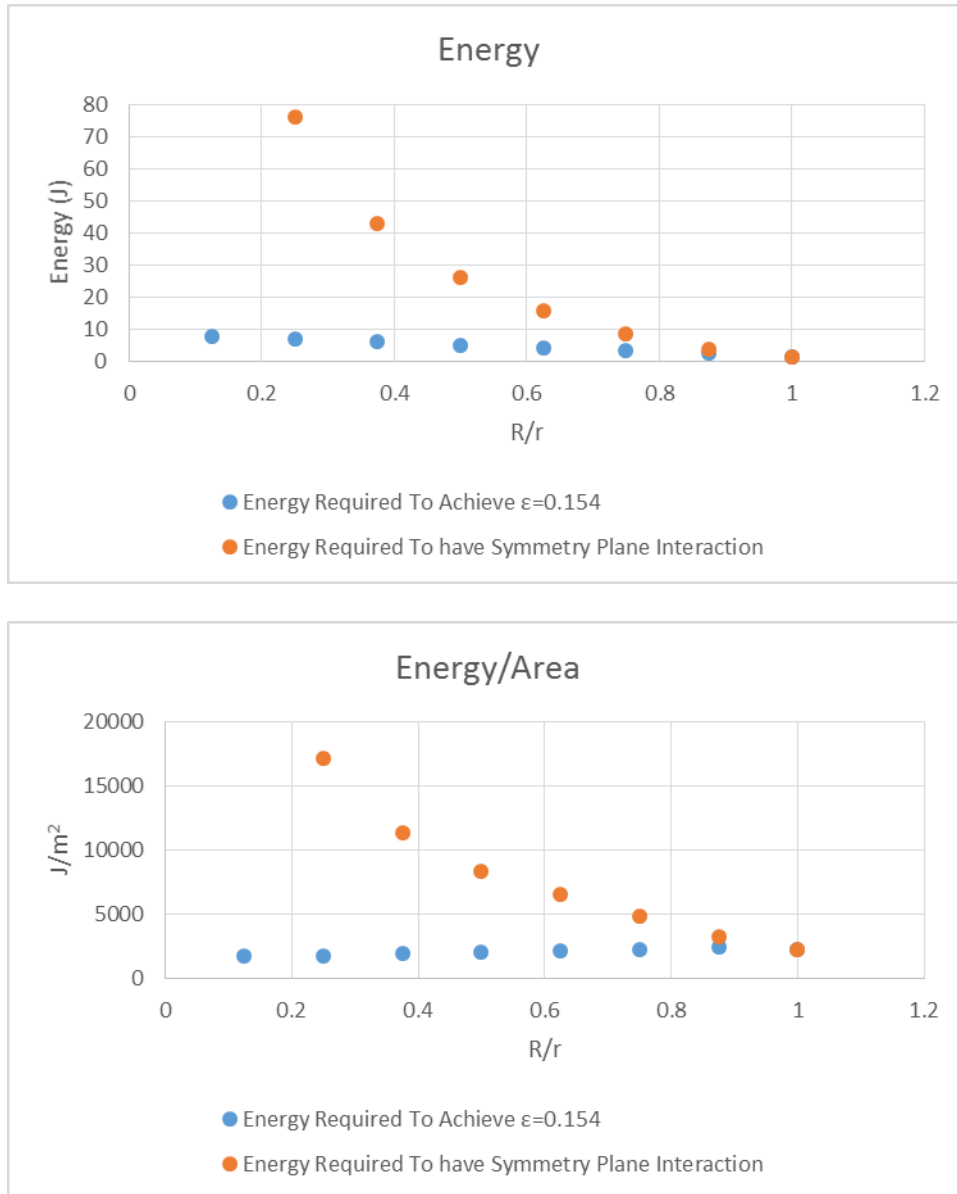 Energy
80
70
60
50
40
30
20
10
0
Energy (J)
0 0.2 0.4 0.6 0.8 1 1.2
R/r
Energy Required To Achieve ε=0.154
Energy Required To have Symmetry Plane Interaction
Energy/Area
20000
15000
10000
5000
0
J/m²
0 0.2 0.4 0.6 0.8 1 1.2
R/r
Energy Required To Achieve ε=0.154
Energy Required To have Symmetry Plane Interaction